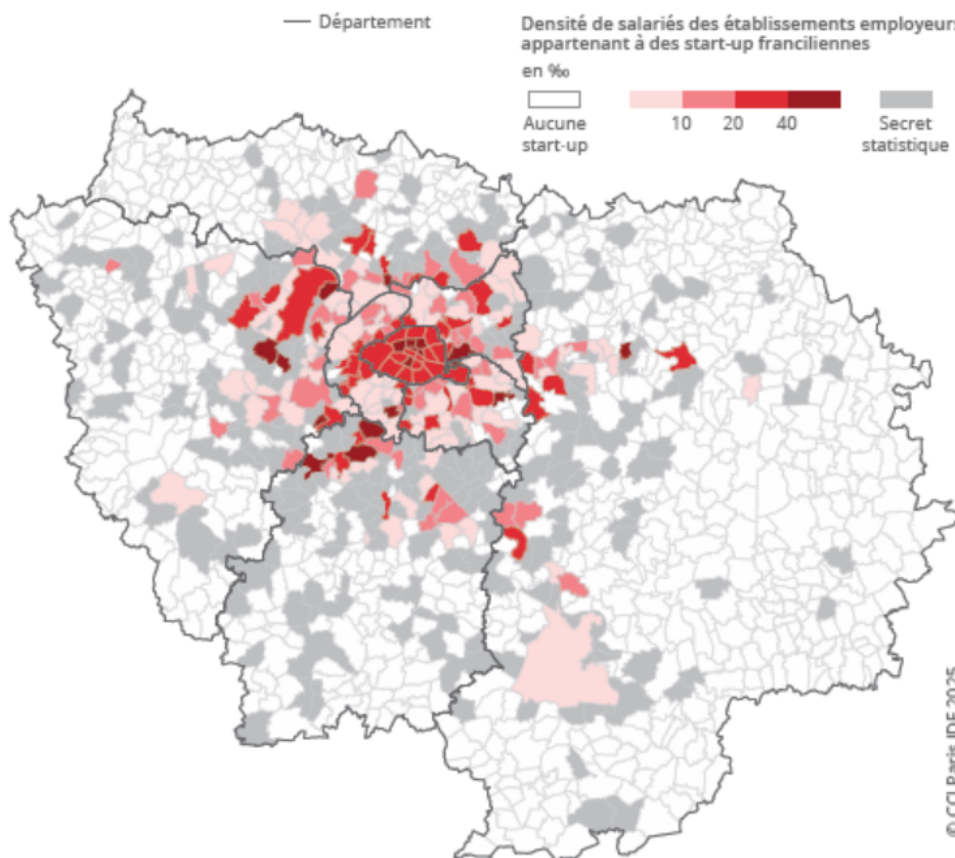 Département
Densité de salariés des établissements employeurs
appartenant à des start-up franciliennes
en ‰
Aucune
start-up
10
20
40
Secret
statistique
© CCI Paris IDF 2025